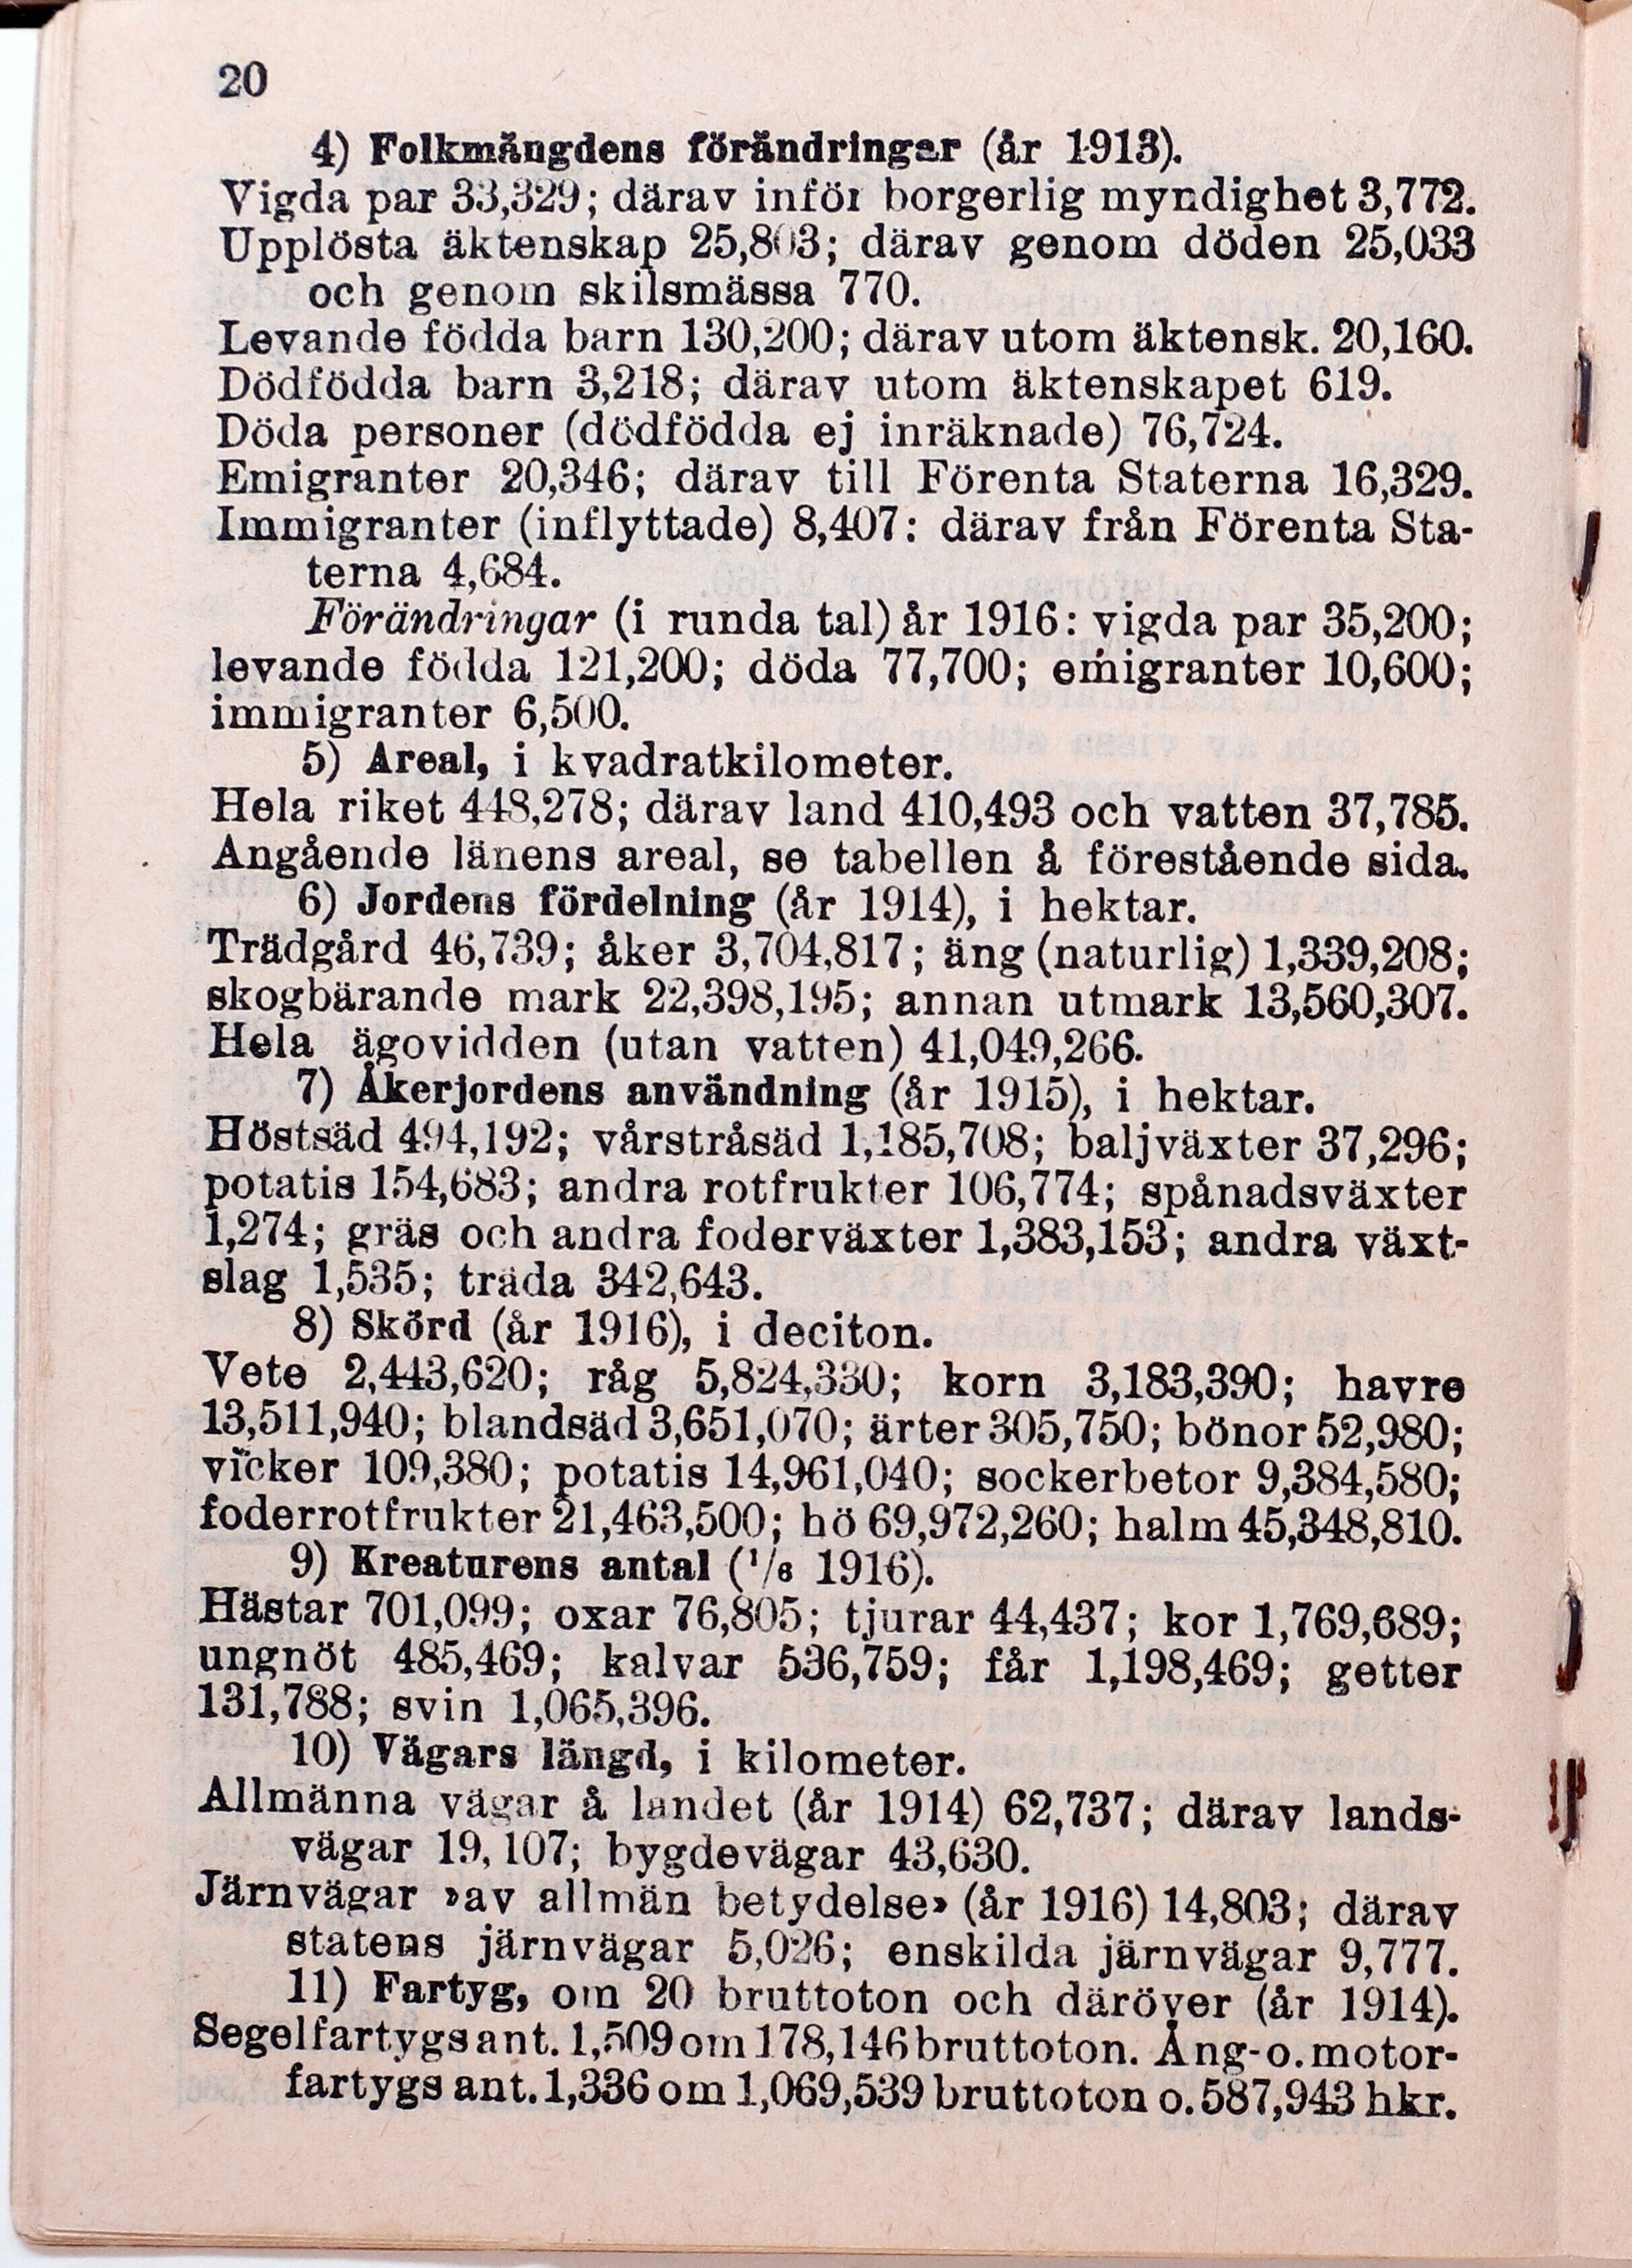 20
4) Folkmängdens förändringar (år 1913).
Vigda par 33,329; därav inför borgerlig myndighet 3,772.
Upplösta äktenskap 25,803; därav genom döden 25,033
och genom skilsmässa 770.
Levande födda barn 130,200; därav utom äktensk. 20,160.
Dödfödda barn 3,218; därav utom äktenskapet 619.
Döda personer (dödfödda ej inräknade) 76,724.
Emigranter 20,346; därav till Förenta Staterna 16,329.
Immigranter (inflyttade) 8,407: därav från Förenta Sta-
terna 4,684.
Förändringar (i runda tal) år 1916: vigda par 35,200;
levande födda 121,200; döda 77,700; emigranter 10,600;
immigranter 6,500.
5) Areal, i kvadratkilometer.
Hela riket 448,278; därav land 410,493 och vatten 37,785.
Angående länens areal, se tabellen å förestående sida.
6) Jordens fördelning (år 1914), i hektar.
Trädgård 46,739; åker 3,704,817; äng (naturlig) 1,339,208;
skogbärande mark 22,398,195; annan utmark 13,560,307.
Hela ägovidden (utan vatten) 41,049,266.
7) Åkerjordens användning (år 1915), i hektar.
Höstsäd 494,192; vårstråsäd 1,185,708; baljväxter 37,296;
potatis 154,683; andra rotfrukter 106,774; spånadsväxter
1,274; gräs och andra foderväxter 1,383,153; andra växt-
slag 1,535; träda 342,643.
8) Skörd (år 1916), i deciton.
Vete 2,443,620; råg 5,824,330; korn 3,183,390; havre
13,511,940; blandsäd 3,651,070; ärter 305,750; bönor 52,980;
vicker 109,380; potatis 14,961,040; sockerbetor 9,384,580;
foderrotfrukter 21,463,500; hö 69,972,260; halm 45,348,810.
9) Kreaturens antal (1/6 1916).
Hästar 701,099; oxar 76,805; tjurar 44,437; kor 1,769,689;
ungnöt 485,469; kalvar 536,759; får 1,198,469; getter
131,788; svin 1,065,396.
10) Vägars längd, i kilometer.
Allmänna vägar å landet (år 1914) 62,737; därav lands-
vägar 19,107; bygdevägar 43,630.
Järnvägar »av allmän betydelse» (år 1916) 14,803; därav
statens järnvägar 5,026; enskilda järnvägar 9,777.
11) Fartyg, om 20 bruttoton och däröver (år 1914).
Segelfartygs ant. 1,509 om 178,146 bruttoton. Ång- o. motor-
fartygs ant. 1,336 om 1,069,539 bruttoton o. 587,943 hkr.